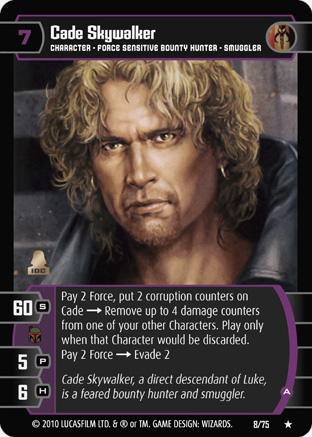 7 Cade Skywalker
CHARACTER • FORCE SENSITIVE BOUNTY HUNTER • SMUGGLER
IDC
60 S
5 P
6 H
Pay 2 Force, put 2 corruption counters on
Cade → Remove up to 4 damage counters
from one of your other Characters. Play only
when that Character would be discarded.
Pay 2 Force → Evade 2
Cade Skywalker, a direct descendant of Luke,
is a feared bounty hunter and smuggler.
A
© 2010 LUCASFILM LTD. & ® or TM. GAME DESIGN: WIZARDS. 8/75 ★